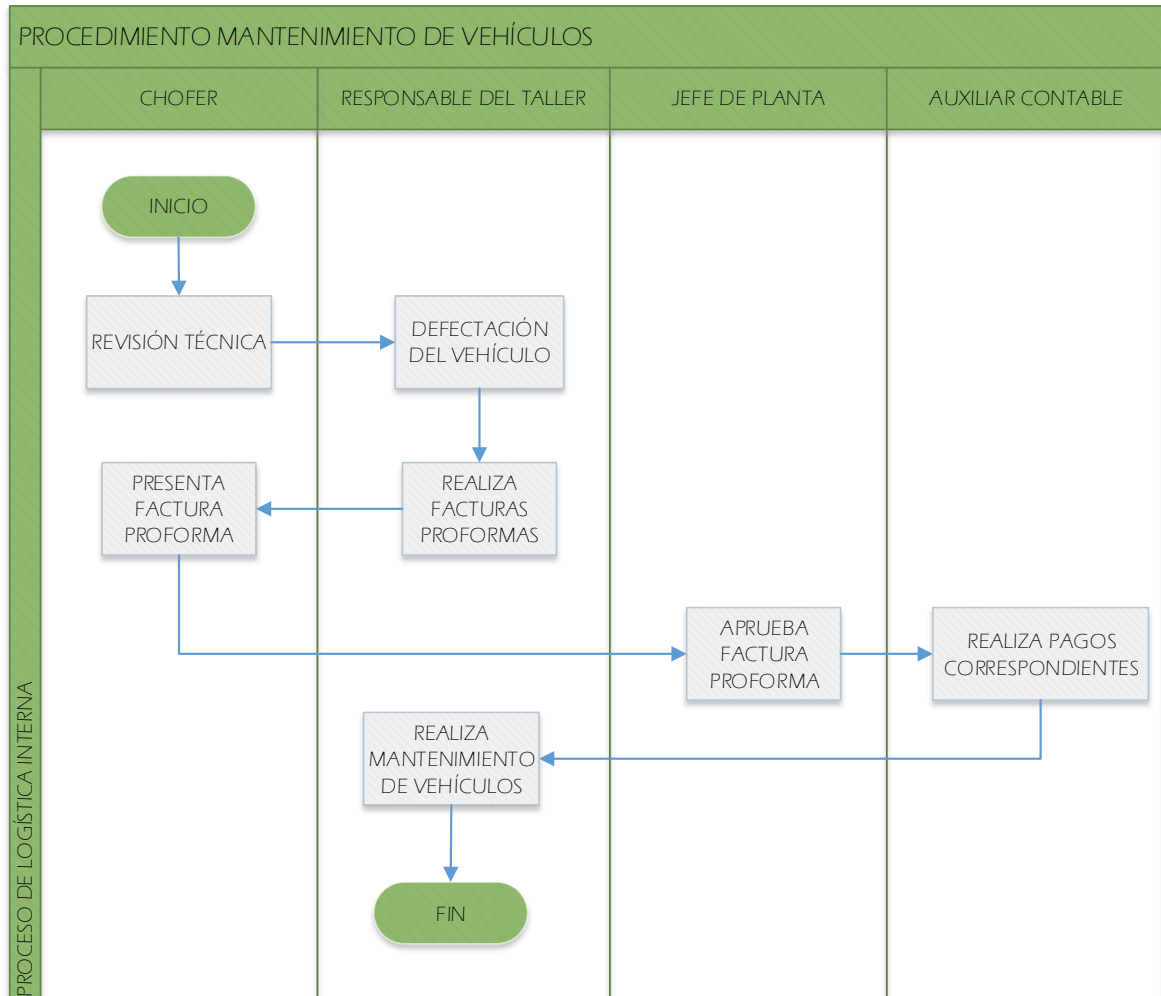 PROCEDIMIENTO MANTENIMIENTO DE VEHÍCULOS
CHOFER
RESPONSABLE DEL TALLER
JEFE DE PLANTA
AUXILIAR CONTABLE
PROCESO DE LOGÍSTICA INTERNA
INICIO
REVISIÓN TÉCNICA
DEFECTACIÓN
DEL VEHÍCULO
REALIZA
FACTURAS
PROFORMAS
PRESENTA
FACTURA
PROFORMA
APRUEBA
FACTURA
PROFORMA
REALIZA PAGOS
CORRESPONDIENTES
REALIZA
MANTENIMIENTO
DE VEHÍCULOS
FIN